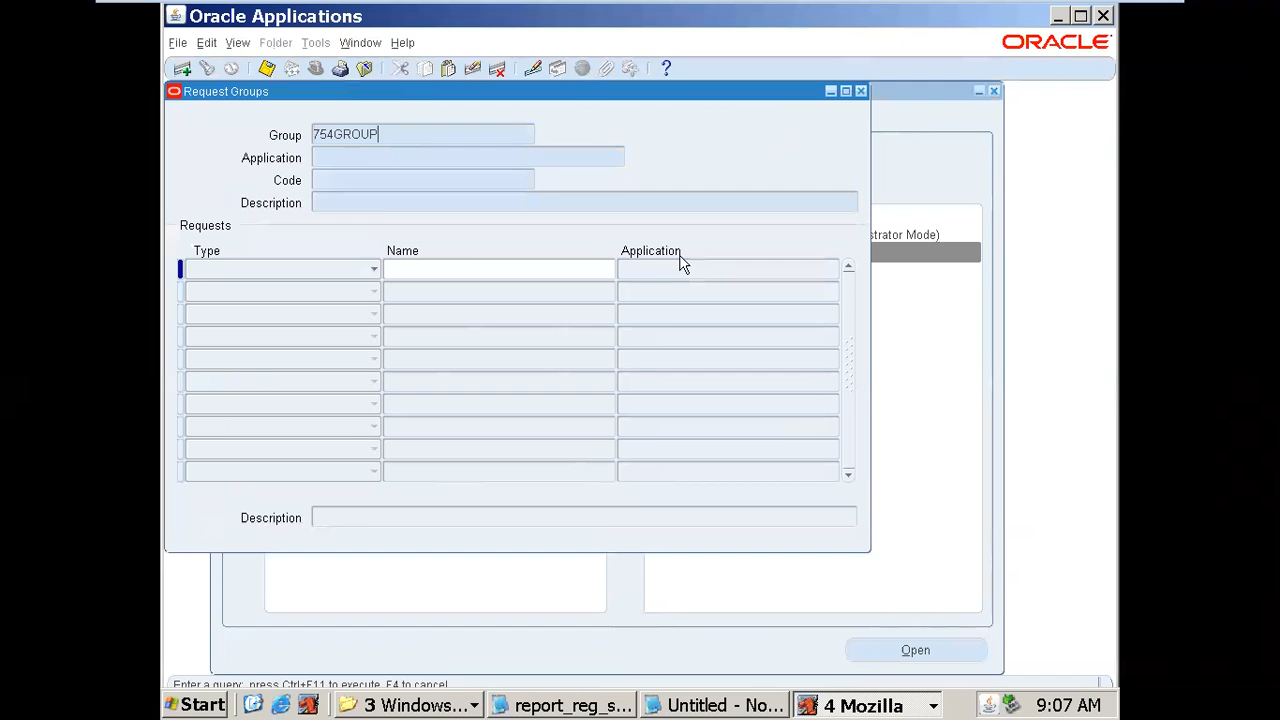 Oracle Applications
File Edit View Folder Tools Window Help
ORACLE
Request Groups
Group 754GROUP
Application
Code
Description
Requests
Type Name Application
strator Mode)
Description
Open
Enter a query; press Ctrl+F11 to execute, F4 to cancel.
Start 3 Windows... report_reg_s... Untitled - No... 4 Mozilla 9:07 AM